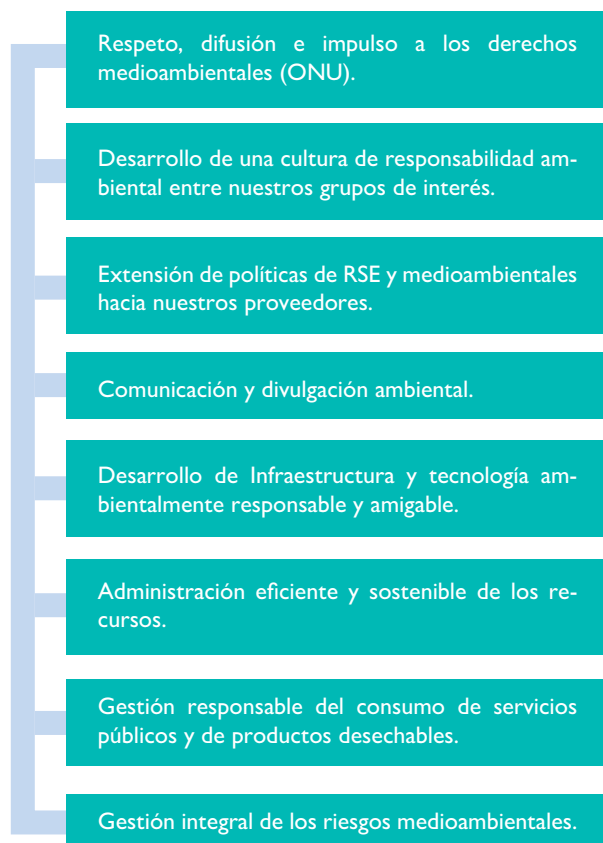 Respeto, difusión e impulso a los derechos
medioambientales (ONU).
Desarrollo de una cultura de responsabilidad am-
biental entre nuestros grupos de interés.
Extensión de políticas de RSE y medioambientales
hacia nuestros proveedores.
Comunicación y divulgación ambiental.
Desarrollo de Infraestructura y tecnología am-
bientalmente responsable y amigable.
Administración eficiente y sostenible de los re-
cursos.
Gestión responsable del consumo de servicios
públicos y de productos desechables.
Gestión integral de los riesgos medioambientales.